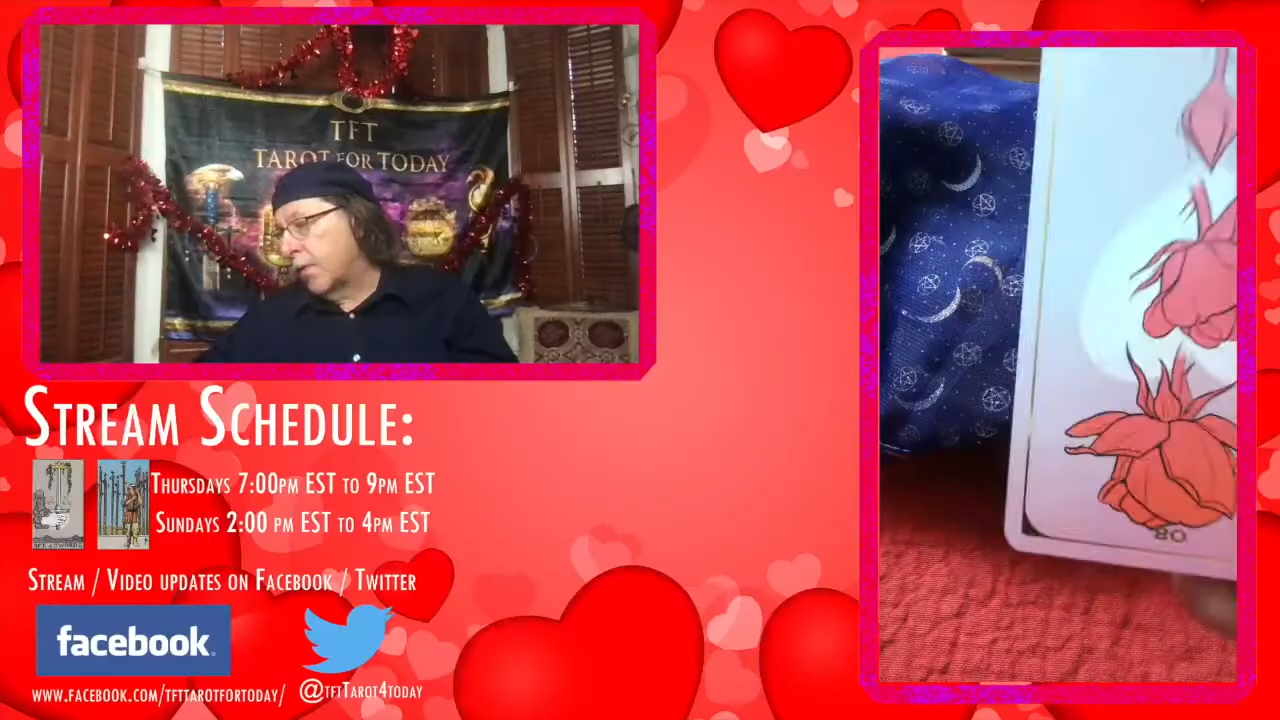 TFT
TAROT FOR TODAY
STREAM SCHEDULE:
THURSDAYS 7:00PM EST TO 9PM EST
SUNDAYS 2:00 PM EST TO 4PM EST
STREAM / VIDEO UPDATES ON FACEBOOK / TWITTER
facebook
WWW.FACEBOOK.COM/TFTTAROTFORTODAY/
@TFTTAROT4TODAY